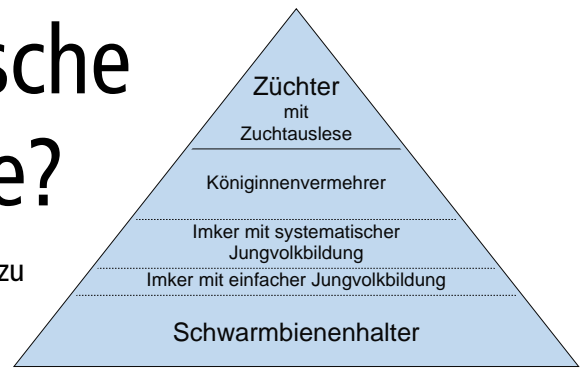 sche
e?
zu
Züchter
mit
Zuchtauslese
Königinnenvermehrer
Imker mit systematischer
Jungvolkbildung
Imker mit einfacher Jungvolkbildung
Schwarmbienenhalter